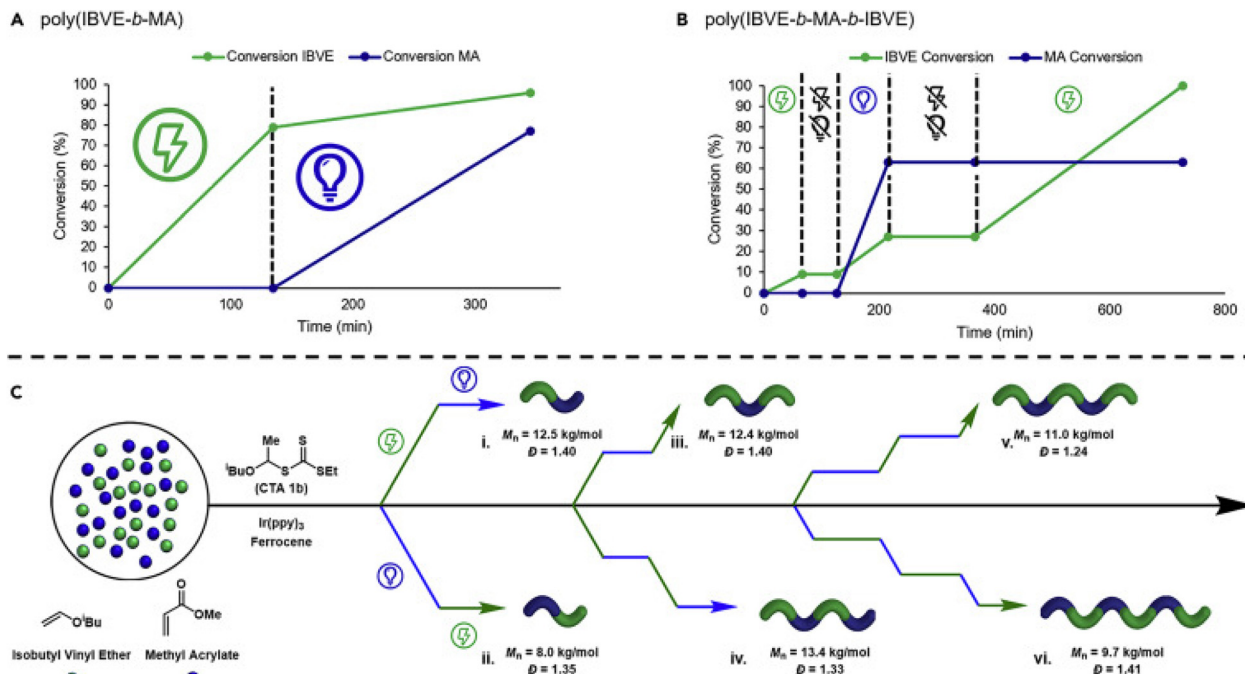 A poly(IBVE-b-MA)
Conversion IBVE Conversion MA
Conversion (%)
100
90
80
70
60
50
40
30
20
10
0
0 100 200 300
Time (min)
B poly(IBVE-b-MA-b-IBVE)
IBVE Conversion MA Conversion
Conversion (%)
100
90
80
70
60
50
40
30
20
10
0
0 200 400 600 800
Time (min)
C
Me S
iBuO S SEt
(CTA 1b)
Ir(ppy)3
Ferrocene
OiBu
O
OMe
Isobutyl Vinyl Ether Methyl Acrylate
i. Mn = 12.5 kg/mol
Đ = 1.40
ii. Mn = 8.0 kg/mol
Đ = 1.35
iii. Mn = 12.4 kg/mol
Đ = 1.40
iv. Mn = 13.4 kg/mol
Đ = 1.33
v. Mn = 11.0 kg/mol
Đ = 1.24
vi. Mn = 9.7 kg/mol
Đ = 1.41